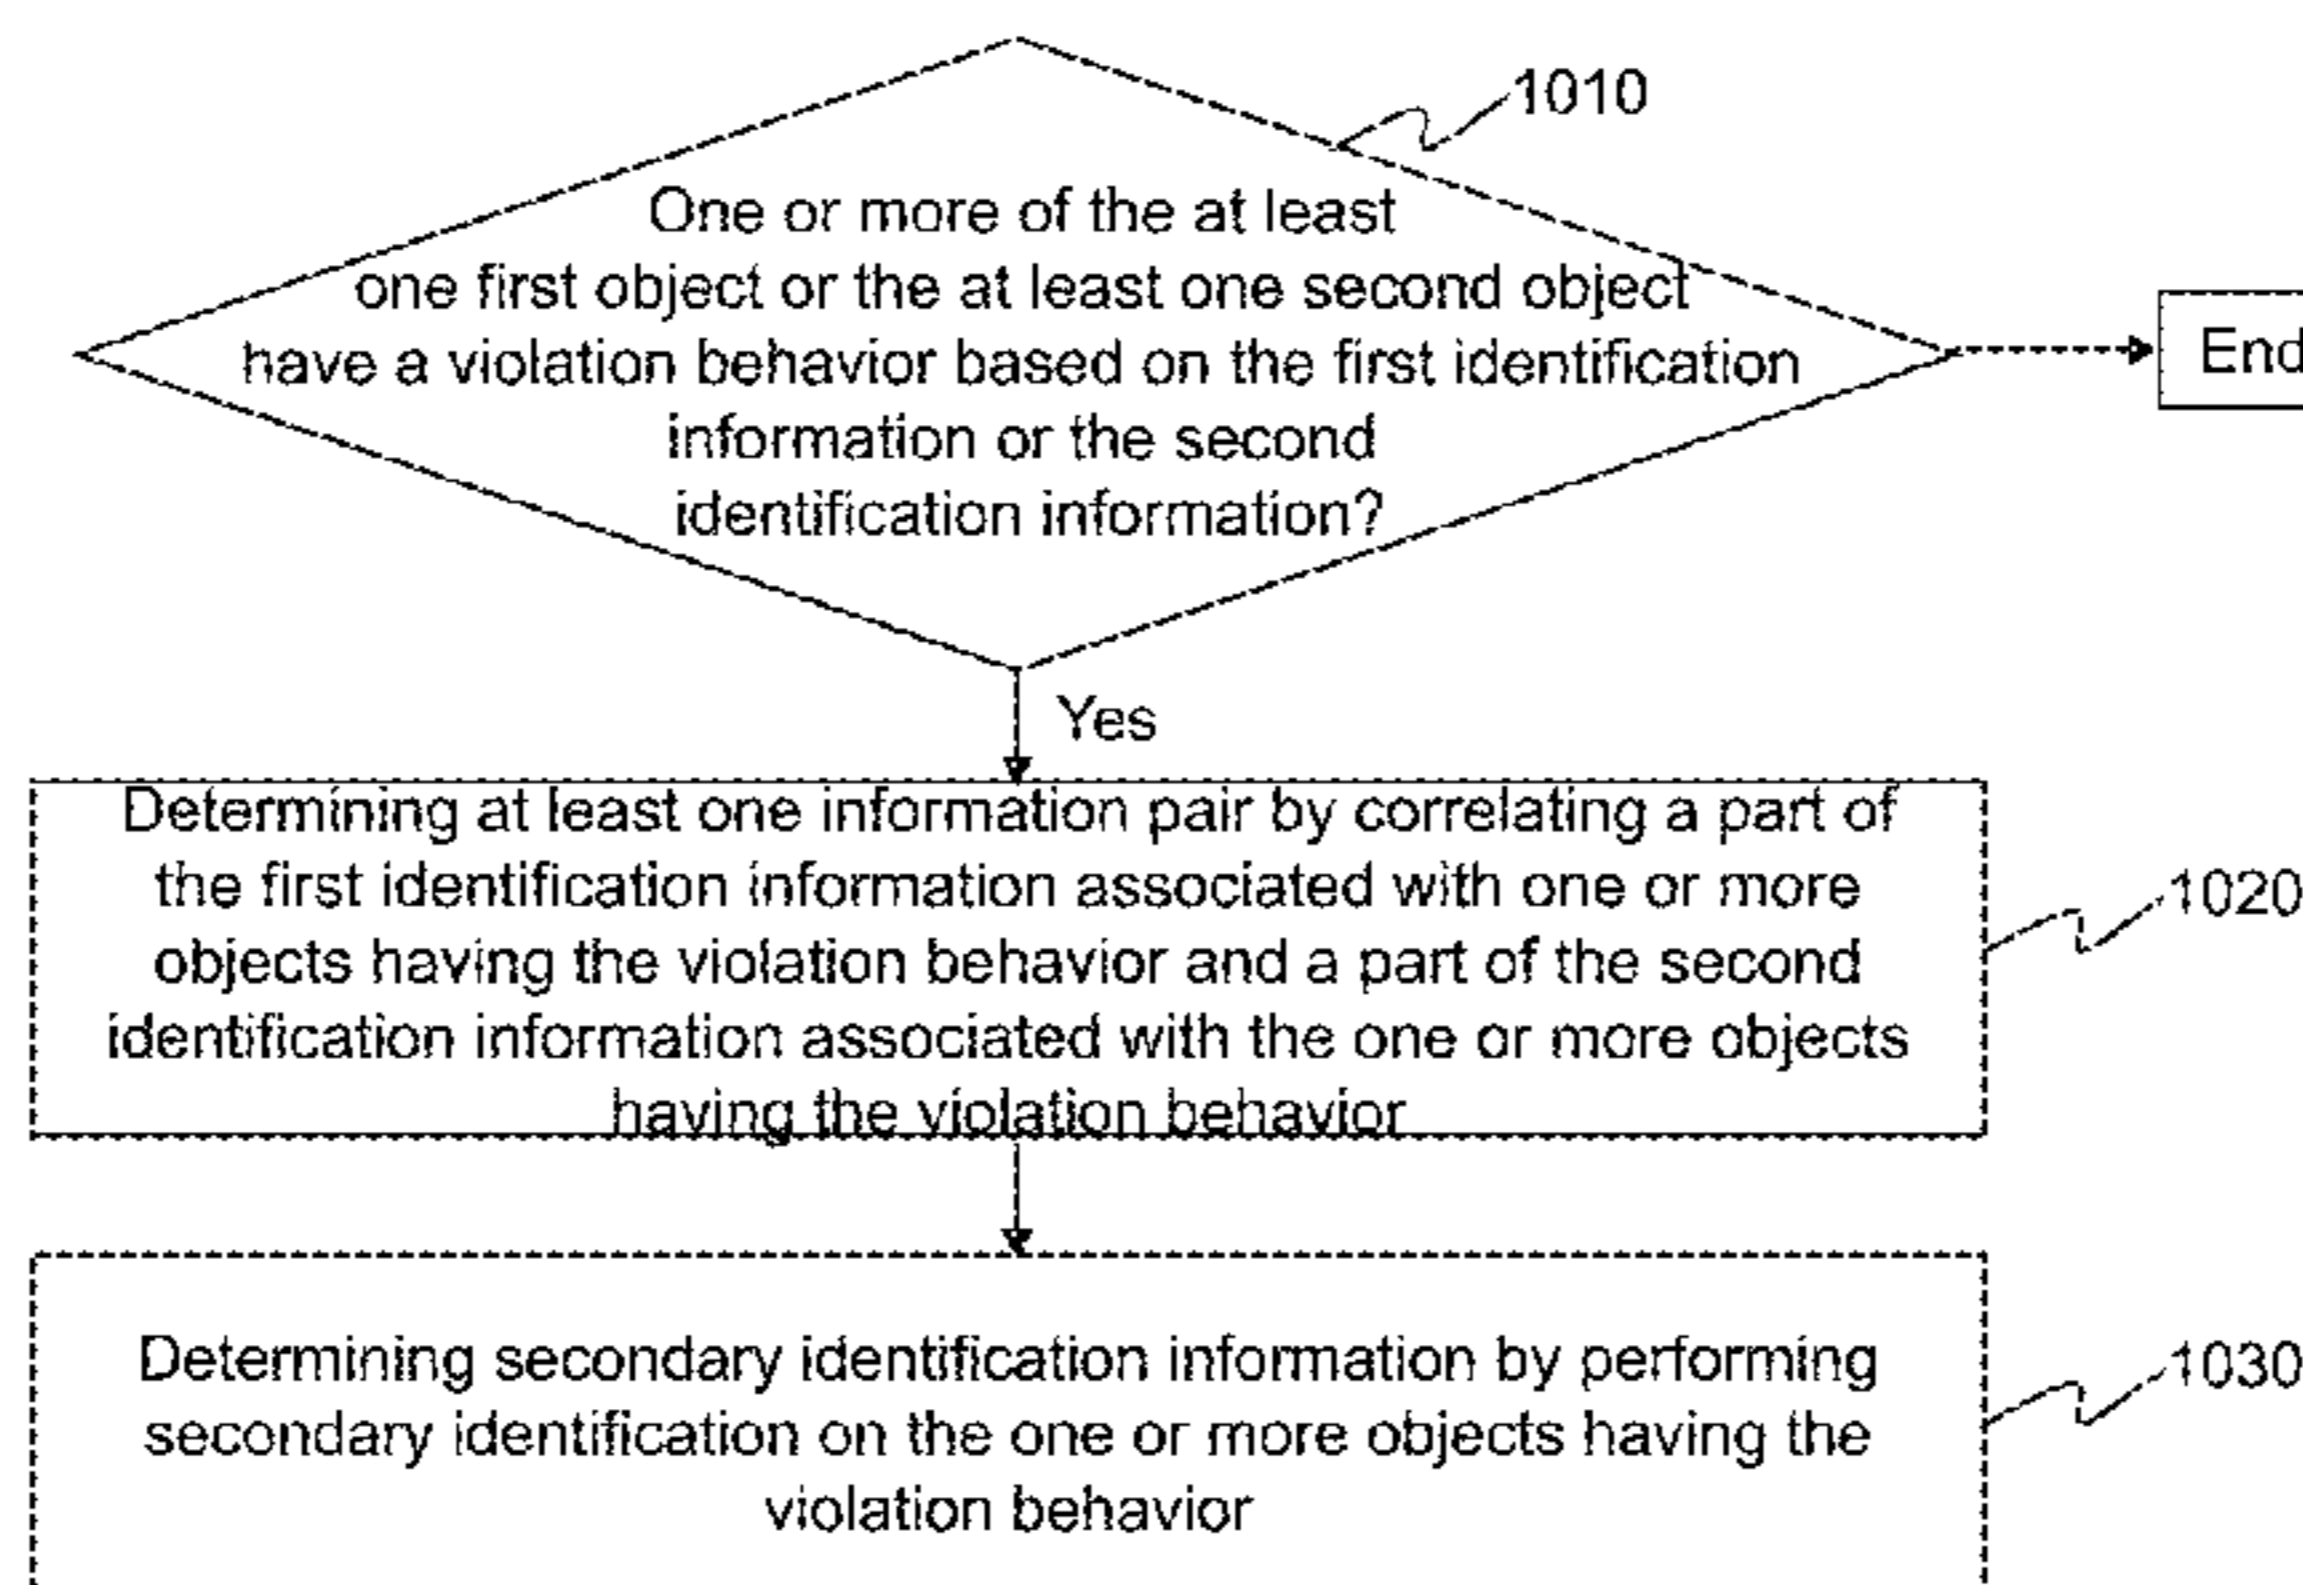 1010
One or more of the at least
one first object or the at least one second object
have a violation behavior based on the first identification
information or the second
identification information?
End
Yes
Determining at least one information pair by correlating a part of
the first identification information associated with one or more
objects having the violation behavior and a part of the second
identification information associated with the one or more objects
having the violation behavior
1020
Determining secondary identification information by performing
secondary identification on the one or more objects having the
violation behavior
1030